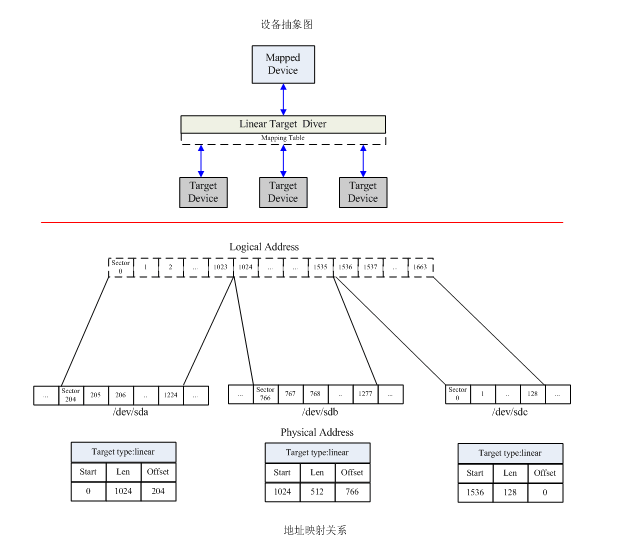 设备抽象图
Mapped
Device
Linear Target Diver
Mapping Table
Target
Device
Target
Device
Target
Device
Logical Address
Sector
0
1
2
...
1023
1024
...
...
1535
1536
1537
..
1663
...
Sector
204
205
206
..
1224
...
...
Sector
766
767
768
..
1277
...
Sector
0
1
..
128
...
/dev/sda
/dev/sdb
/dev/sdc
Physical Address
Target type:linear
Start Len Offset
0 1024 204
Target type:linear
Start Len Offset
1024 512 766
Target type:linear
Start Len Offset
1536 128 0
地址映射关系